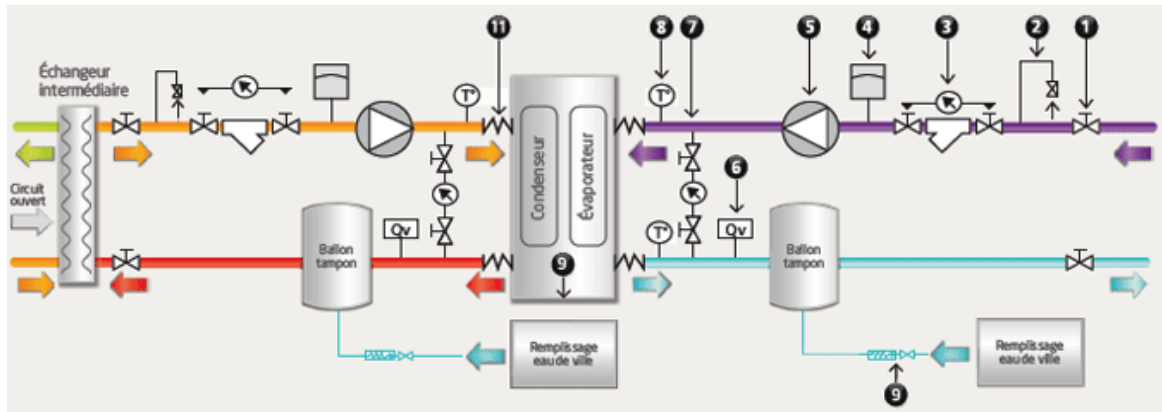 11
8
7
5
4
3
2
1
Échangeur
intermédiaire
T°
T°
Circuit
ouvert
Condenseur
Évaporateur
6
Ballon
tampon
Qv
9
T°
Qv
Ballon
tampon
Remplissage
eau de ville
Remplissage
eau de ville
9